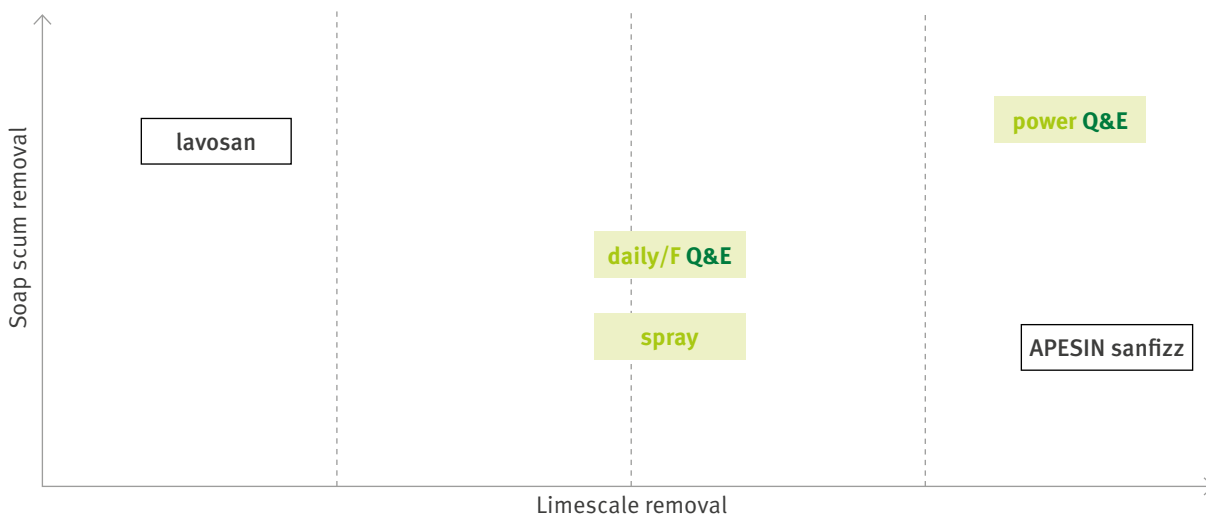 Soap scum removal
lavosan
power Q&E
daily/F Q&E
spray
APESIN sanfizz
Limescale removal